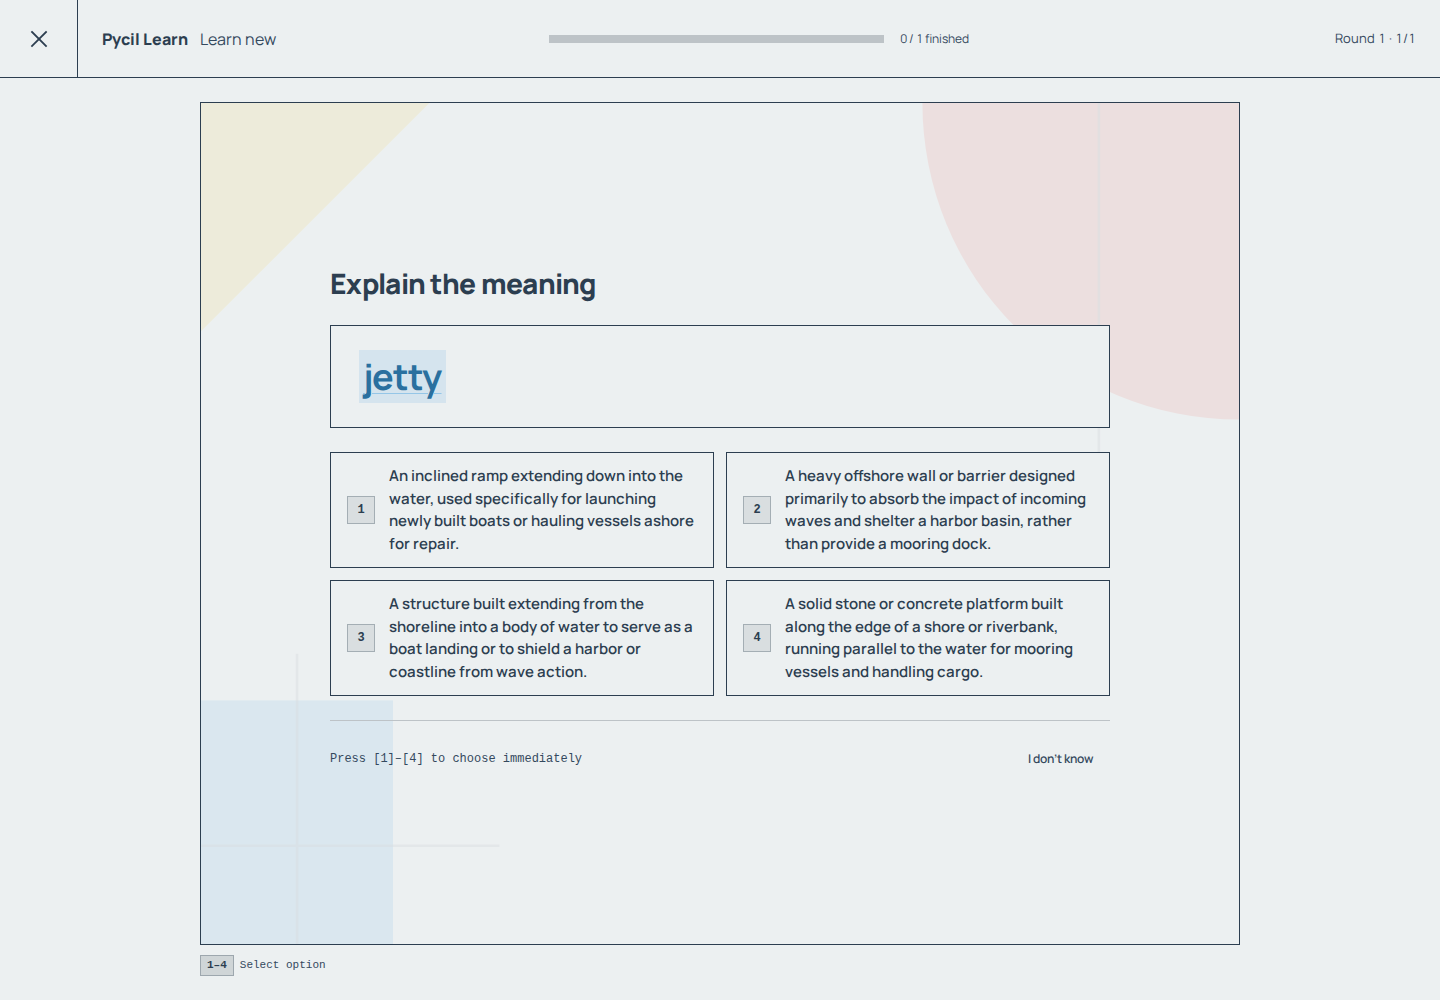 Pycil Learn Learn new
0 / 1 finished
Round 1 · 1/1
Explain the meaning
jetty
1
An inclined ramp extending down into the
water, used specifically for launching
newly built boats or hauling vessels ashore
for repair.
2
A heavy offshore wall or barrier designed
primarily to absorb the impact of incoming
waves and shelter a harbor basin, rather
than provide a mooring dock.
3
A structure built extending from the
shoreline into a body of water to serve as a
boat landing or to shield a harbor or
coastline from wave action.
4
A solid stone or concrete platform built
along the edge of a shore or riverbank,
running parallel to the water for mooring
vessels and handling cargo.
Press [1]–[4] to choose immediately
I don't know
1–4 Select option